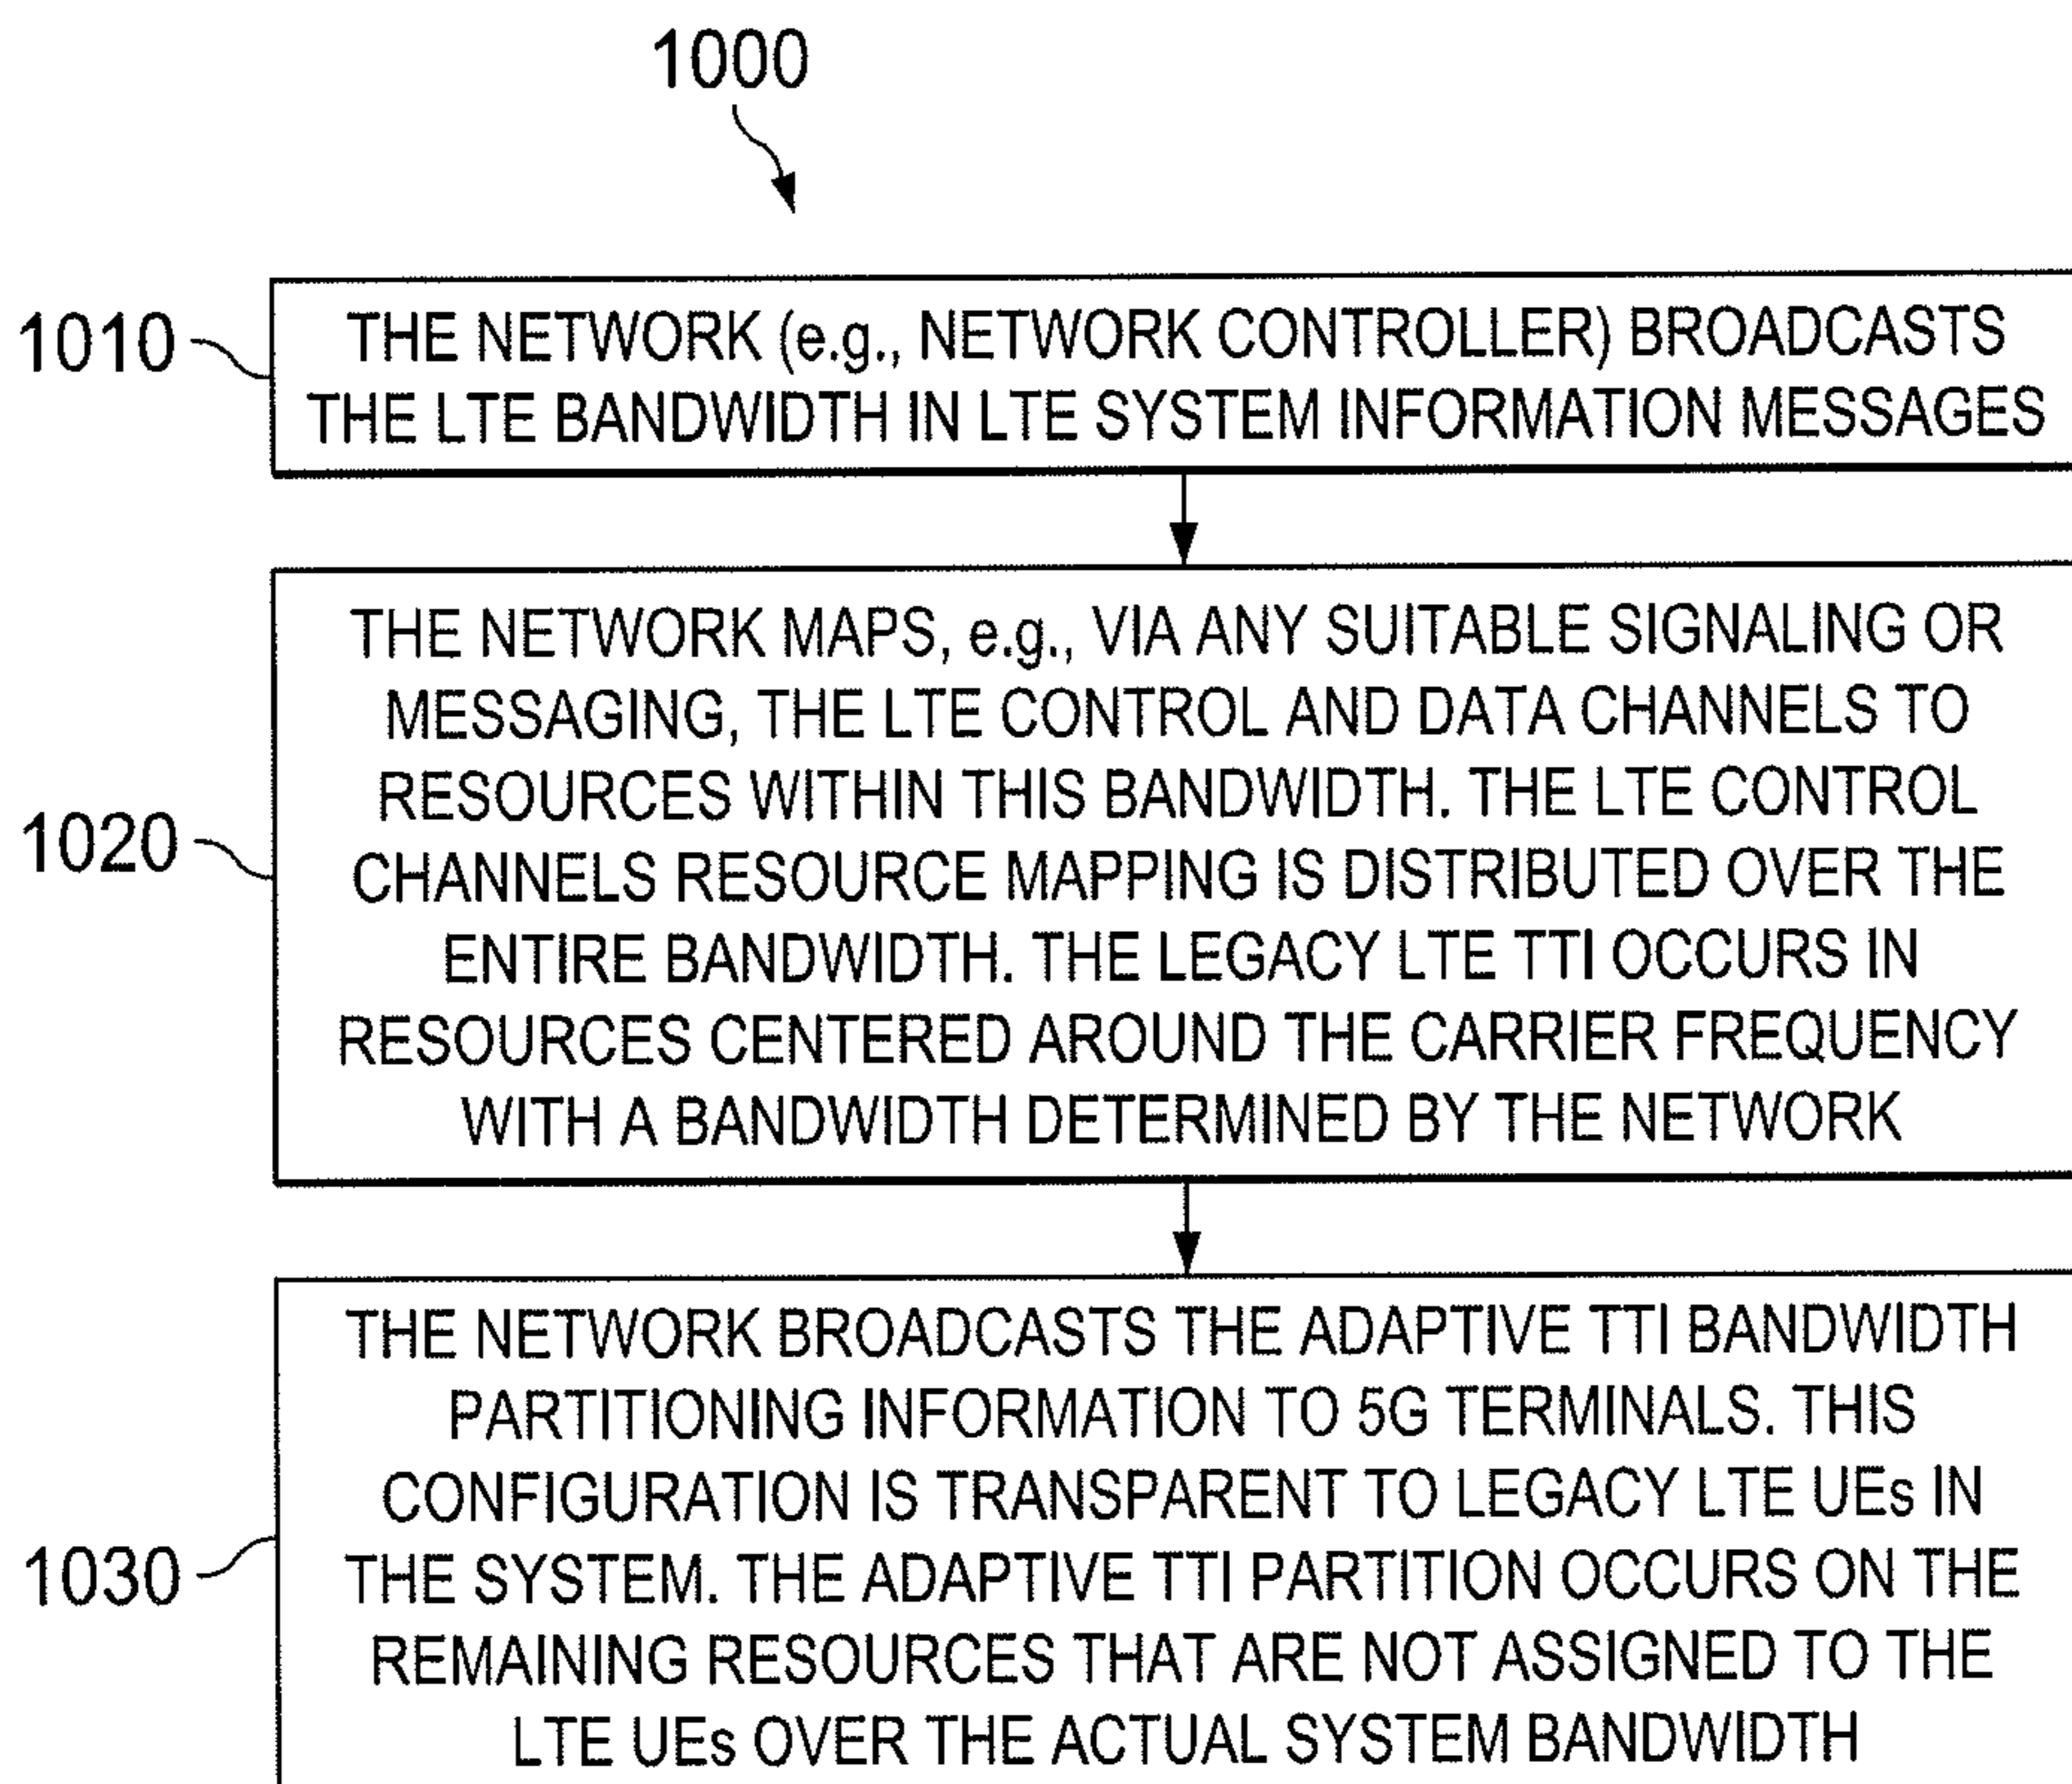 1000
1010
THE NETWORK (e.g., NETWORK CONTROLLER) BROADCASTS
THE LTE BANDWIDTH IN LTE SYSTEM INFORMATION MESSAGES
1020
THE NETWORK MAPS, e.g., VIA ANY SUITABLE SIGNALING OR
MESSAGING, THE LTE CONTROL AND DATA CHANNELS TO
RESOURCES WITHIN THIS BANDWIDTH. THE LTE CONTROL
CHANNELS RESOURCE MAPPING IS DISTRIBUTED OVER THE
ENTIRE BANDWIDTH. THE LEGACY LTE TTI OCCURS IN
RESOURCES CENTERED AROUND THE CARRIER FREQUENCY
WITH A BANDWIDTH DETERMINED BY THE NETWORK
1030
THE NETWORK BROADCASTS THE ADAPTIVE TTI BANDWIDTH
PARTITIONING INFORMATION TO 5G TERMINALS. THIS
CONFIGURATION IS TRANSPARENT TO LEGACY LTE UEs IN
THE SYSTEM. THE ADAPTIVE TTI PARTITION OCCURS ON THE
REMAINING RESOURCES THAT ARE NOT ASSIGNED TO THE
LTE UEs OVER THE ACTUAL SYSTEM BANDWIDTH